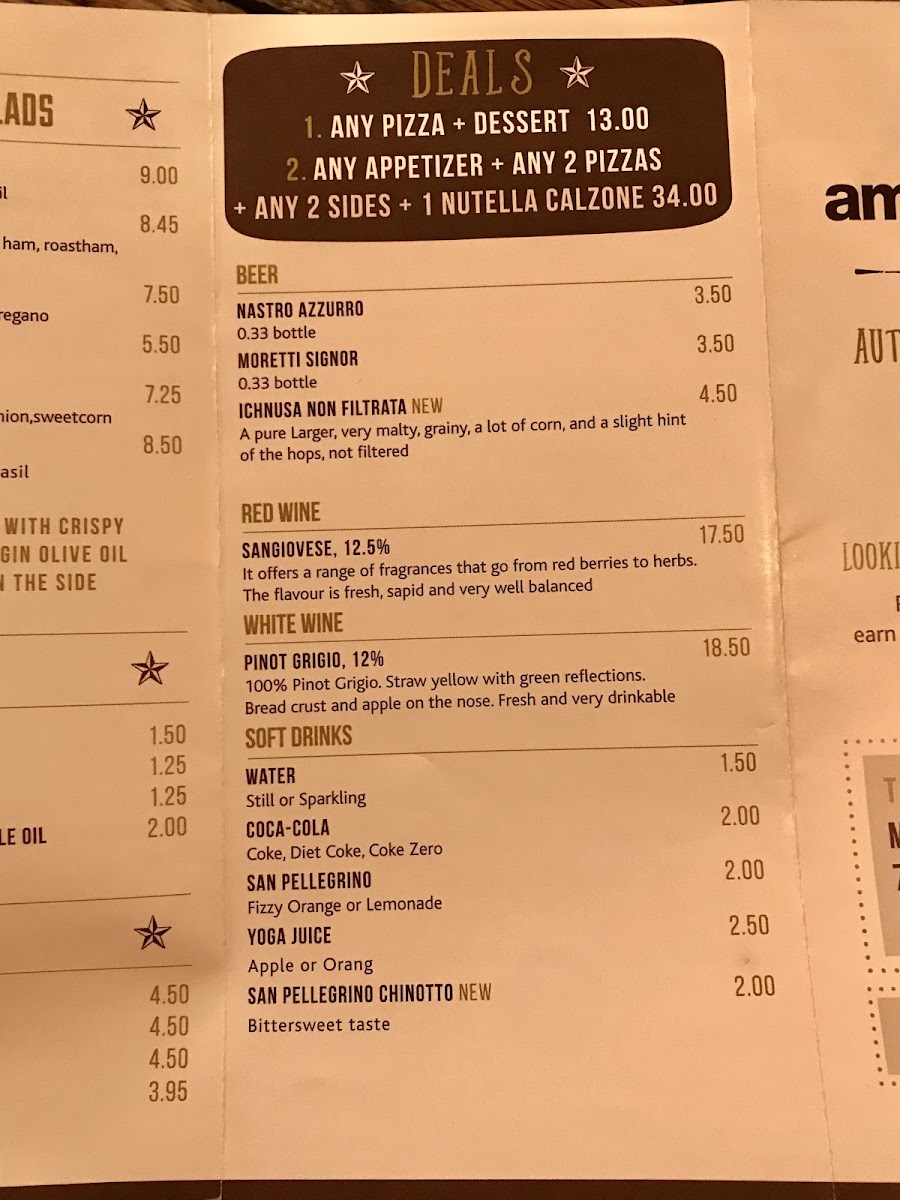 LADS
9.00
8.45
ham, roastham,
7.50
regano
5.50
7.25
nion,sweetcorn
8.50
asil
WITH CRISPY
GIN OLIVE OIL
N THE SIDE
1.50
1.25
1.25
LE OIL 2.00
4.50
4.50
4.50
3.95
DEALS
1. ANY PIZZA + DESSERT 13.00
2. ANY APPETIZER + ANY 2 PIZZAS
+ ANY 2 SIDES + 1 NUTELLA CALZONE 34.00
BEER
NASTRO AZZURRO 3.50
0.33 bottle
MORETTI SIGNOR 3.50
0.33 bottle
ICHNUSA NON FILTRATA NEW 4.50
A pure Larger, very malty, grainy, a lot of corn, and a slight hint
of the hops, not filtered
RED WINE
SANGIOVESE, 12.5% 17.50
It offers a range of fragrances that go from red berries to herbs.
The flavour is fresh, sapid and very well balanced
WHITE WINE
PINOT GRIGIO, 12% 18.50
100% Pinot Grigio. Straw yellow with green reflections.
Bread crust and apple on the nose. Fresh and very drinkable
SOFT DRINKS
WATER 1.50
Still or Sparkling
COCA-COLA 2.00
Coke, Diet Coke, Coke Zero
SAN PELLEGRINO 2.00
Fizzy Orange or Lemonade
YOGA JUICE 2.50
Apple or Orang
SAN PELLEGRINO CHINOTTO NEW 2.00
Bittersweet taste
am
AUT
LOOKI
earn
T
M
7